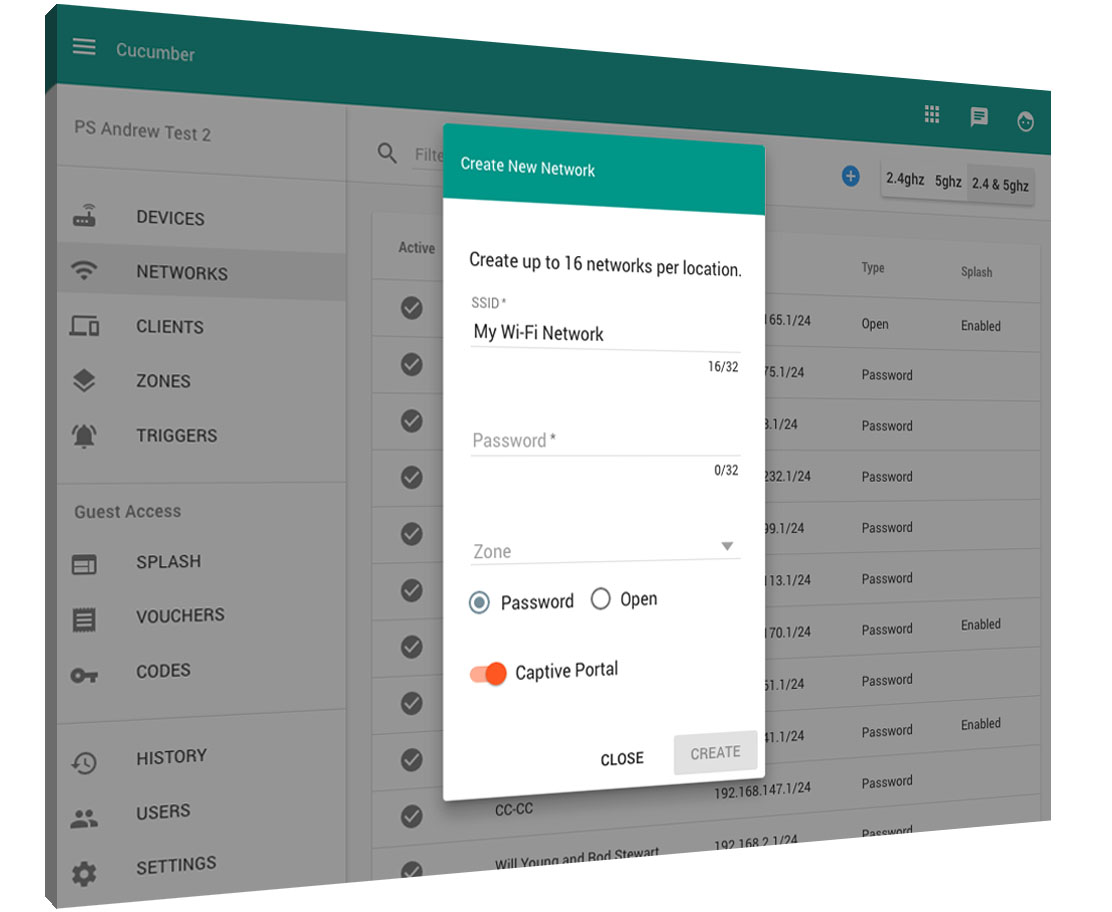 Cucumber
PS Andrew Test 2
DEVICES
NETWORKS
CLIENTS
ZONES
TRIGGERS
Guest Access
SPLASH
VOUCHERS
CODES
HISTORY
USERS
SETTINGS
2.4ghz 5ghz 2.4 & 5ghz
Active Type Splash
165.1/24 Open Enabled
75.1/24 Password
3.1/24 Password
232.1/24 Password
99.1/24 Password
113.1/24 Password
170.1/24 Password Enabled
61.1/24 Password
41.1/24 Password Enabled
CC-CC 192.168.147.1/24 Password
Will Young and Rod Stewart 192.168.2.1/24 Password
Create New Network
Create up to 16 networks per location.
SSID *
My Wi-Fi Network
16/32
Password *
0/32
Zone
Password Open
Captive Portal
CLOSE CREATE